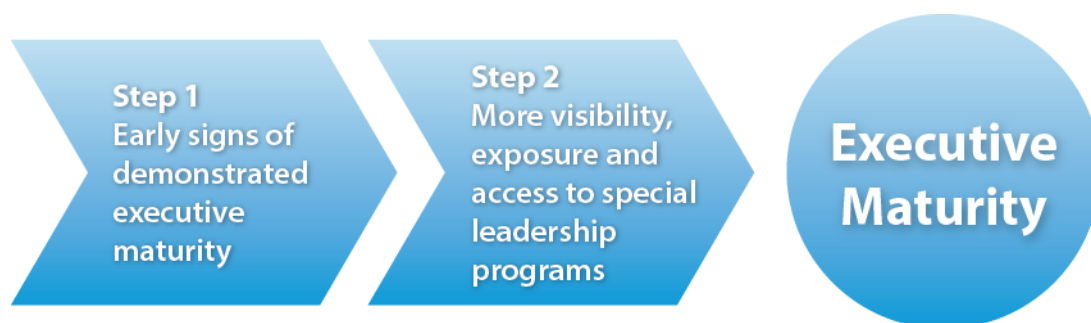 Step 1
Early signs of
demonstrated
executive
maturity
Step 2
More visibility,
exposure and
access to special
leadership
programs
Executive
Maturity